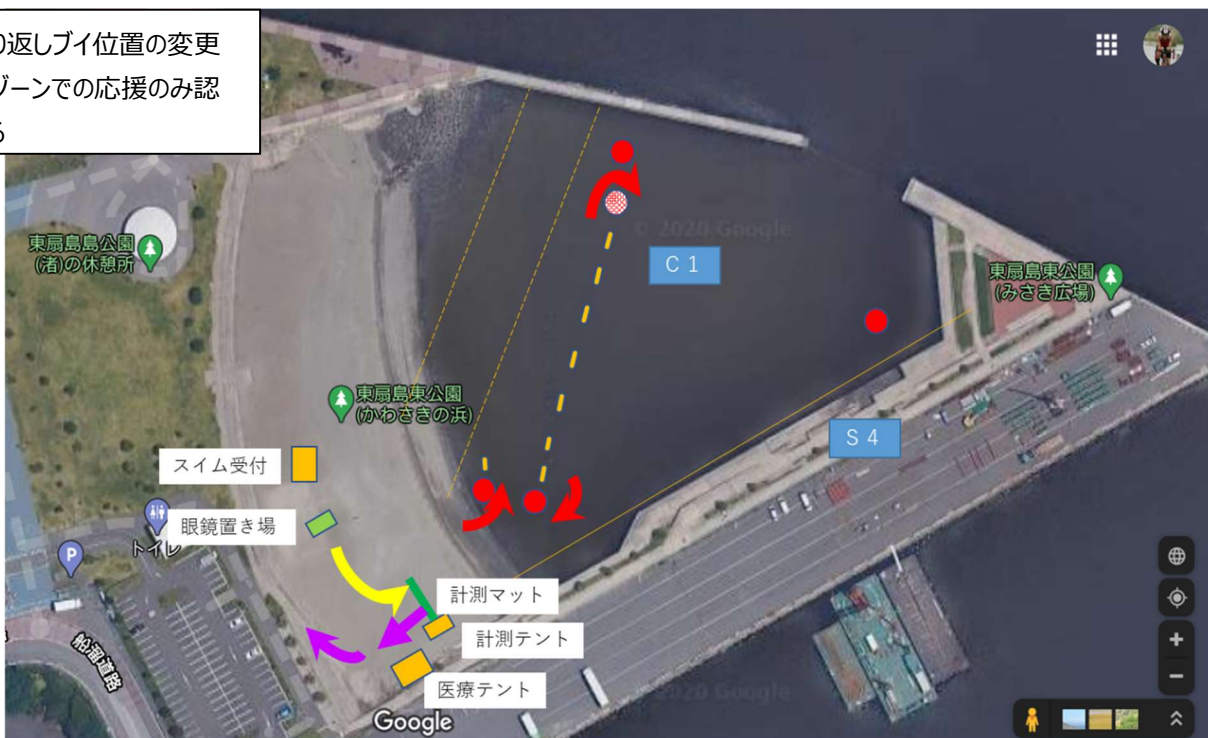 り返しブイ位置の変更
ゾーンでの応援のみ認
る
東扇島島公園
(渚)の休憩所
© 2020 Google
C 1
東扇島東公園
(みさき広場)
東扇島東公園
(かわさきの浜)
S 4
スイム受付
眼鏡置き場
トイレ
P
計測マット
計測テント
医療テント
船溜道路
Google
2020 Google